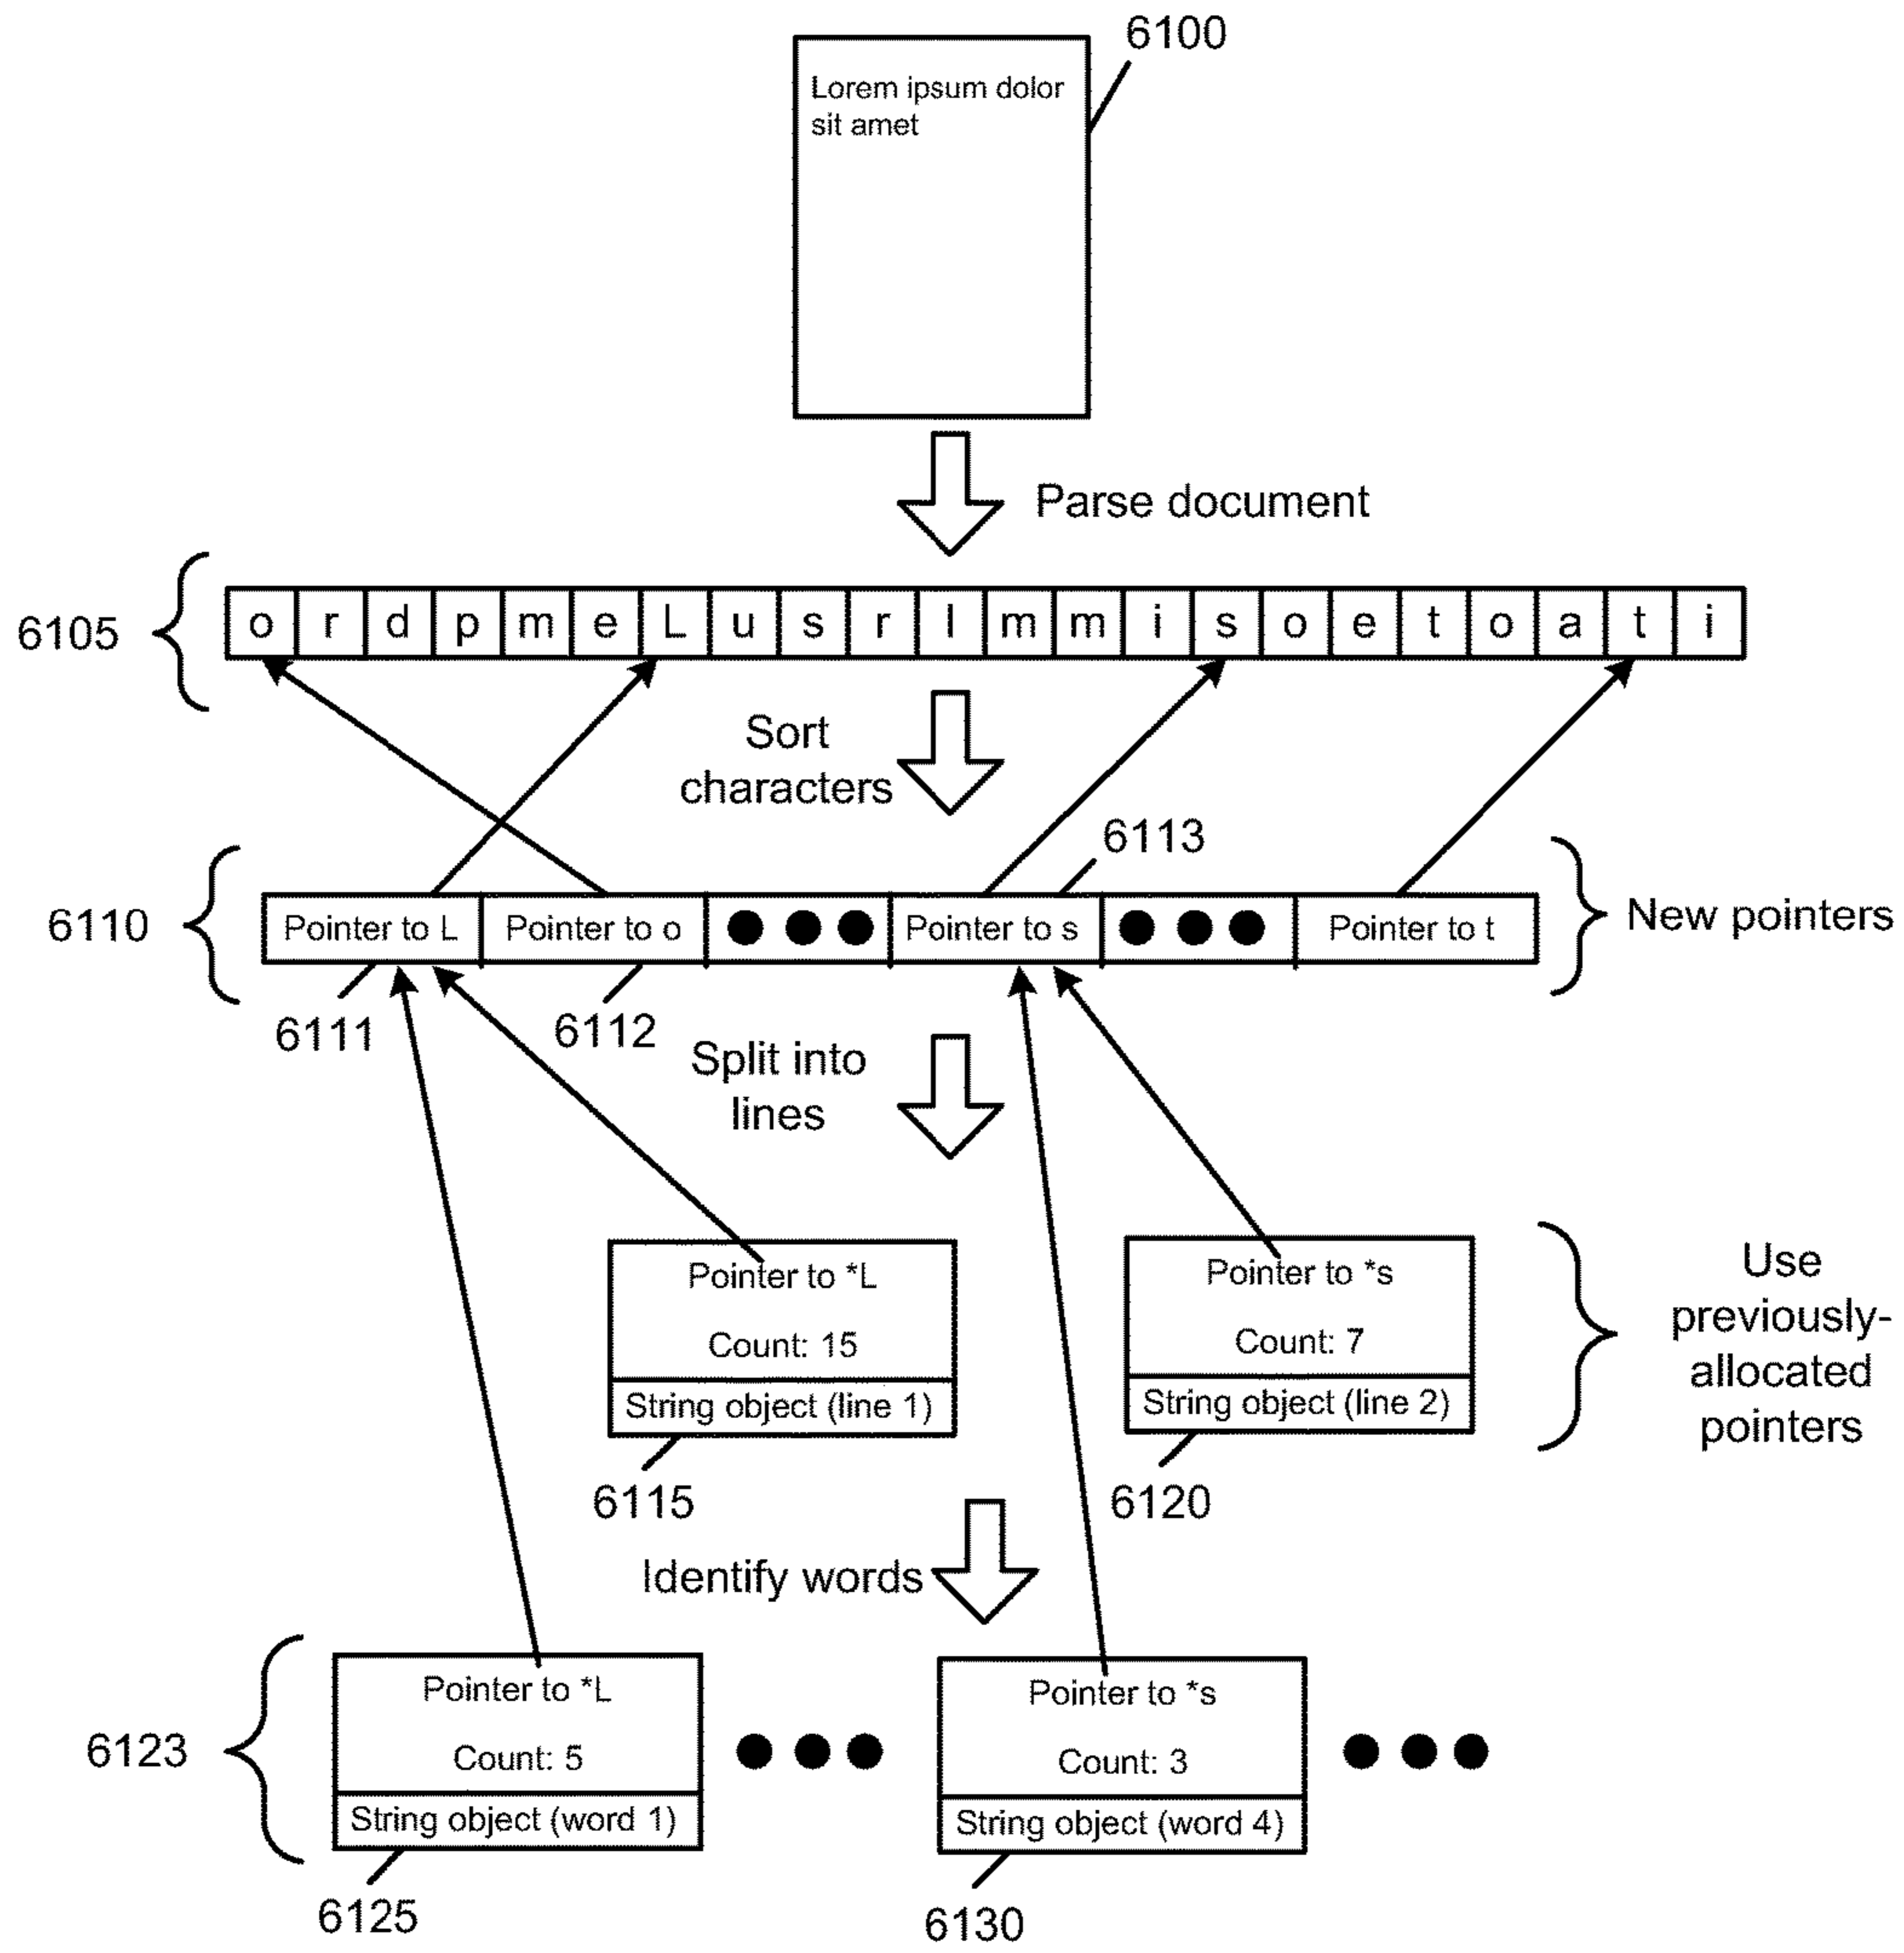 6100
Lorem ipsum dolor
sit amet
Parse document
6105
o r d p m e L u s r l m m i s o e t o a t i
Sort
characters
6113
6110
Pointer to L
Pointer to o
Pointer to s
Pointer to t
New pointers
6111
6112
Split into
lines
Pointer to *L
Count: 15
String object (line 1)
6115
Pointer to *s
Count: 7
String object (line 2)
6120
Use
previously-
allocated
pointers
Identify words
6123
Pointer to *L
Count: 5
String object (word 1)
6125
Pointer to *s
Count: 3
String object (word 4)
6130